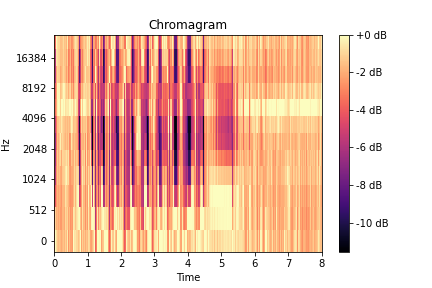 Chromagram
Hz
16384
8192
4096
2048
1024
512
0
0 1 2 3 4 5 6 7 8
Time
+0 dB
-2 dB
-4 dB
-6 dB
-8 dB
-10 dB